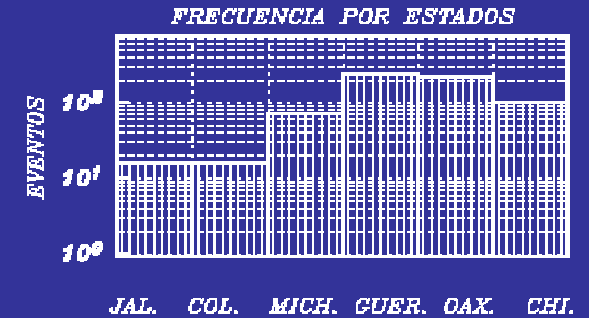 FRECUENCIA POR ESTADOS
EVENTOS
10²
10¹
10⁰
JAL. COL. MICH. GUER. OAX. CHI.